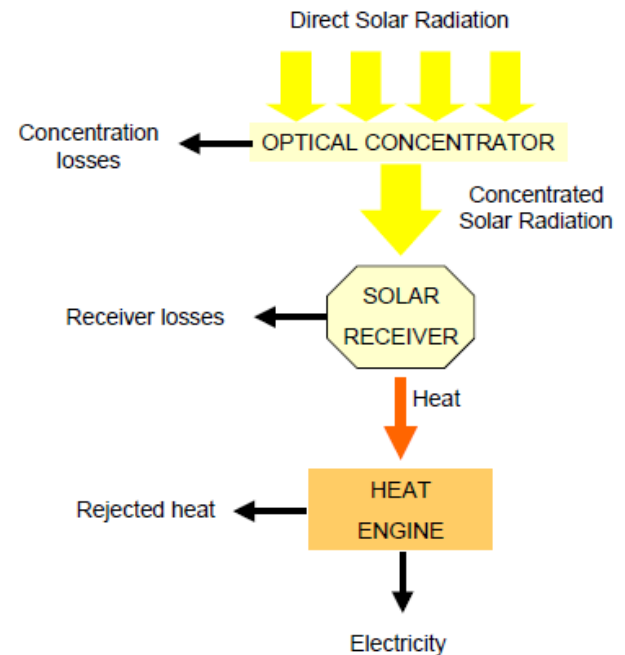 Direct Solar Radiation
Concentration
losses
OPTICAL CONCENTRATOR
Concentrated
Solar Radiation
SOLAR
RECEIVER
Receiver losses
Heat
HEAT
ENGINE
Rejected heat
Electricity